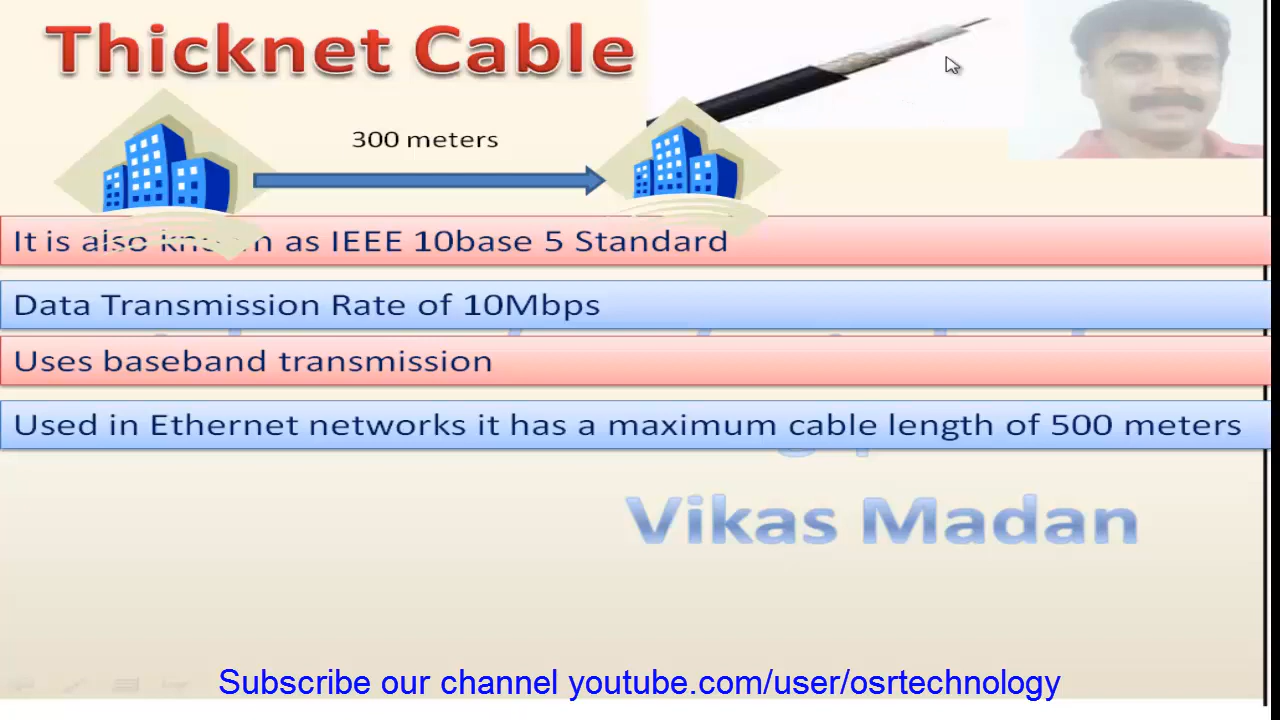 Thicknet Cable
300 meters
It is also known as IEEE 10base 5 Standard
Data Transmission Rate of 10Mbps
Uses baseband transmission
Used in Ethernet networks it has a maximum cable length of 500 meters
Vikas Madan
Subscribe our channel youtube.com/user/osrtechnology